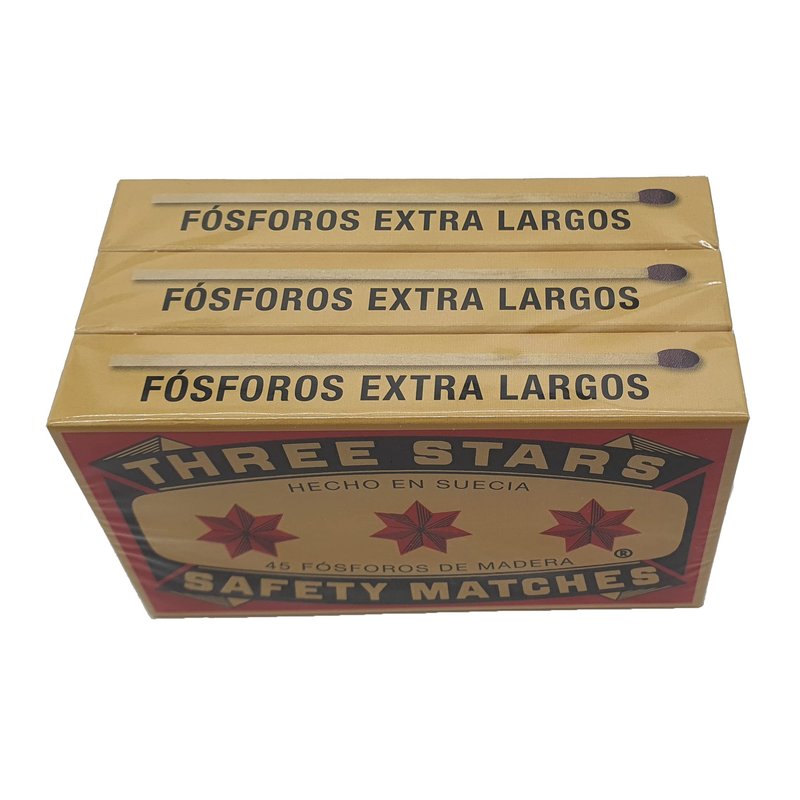 FÓSFOROS EXTRA LARGOS
FÓSFOROS EXTRA LARGOS
FÓSFOROS EXTRA LARGOS
THREE STARS
HECHO EN SUECIA
45 FÓSFOROS DE MADERA ®
SAFETY MATCHES